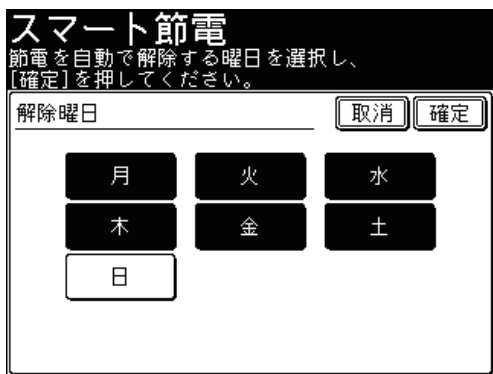 スマート節電
節電を自動で解除する曜日を選択し、
[確定]を押してください。
解除曜日 取消 確定
月 火 水
木 金 土
日